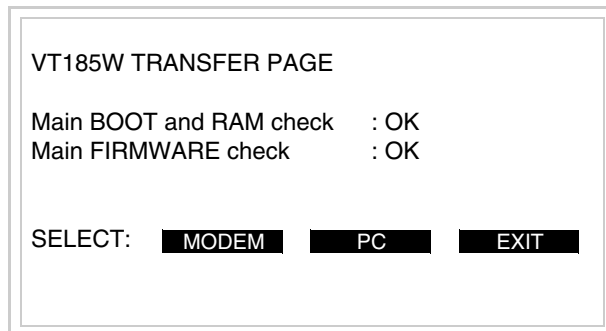 VT185W TRANSFER PAGE
Main BOOT and RAM check : OK
Main FIRMWARE check : OK
SELECT: MODEM PC EXIT